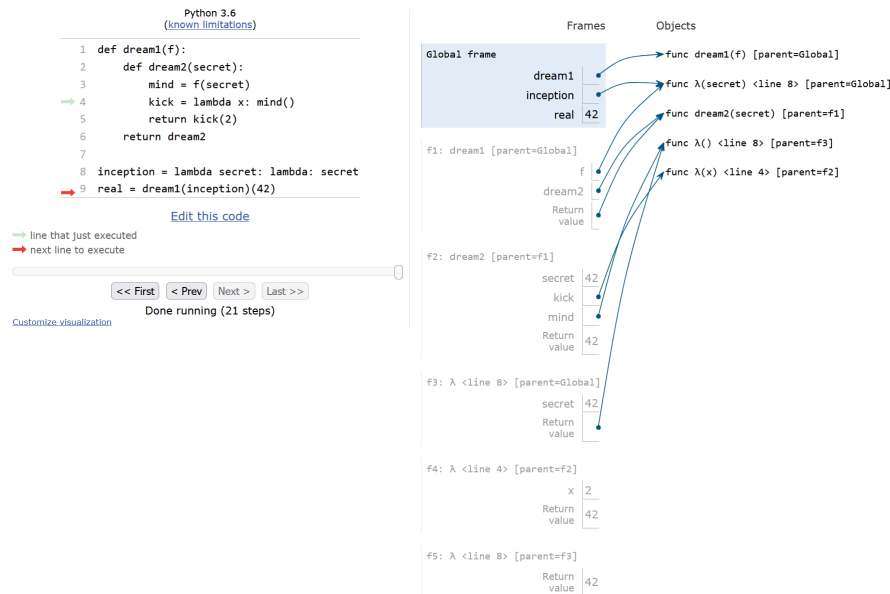 Python 3.6
(known limitations)
1 def dream1(f):
2     def dream2(secret):
3         mind = f(secret)
4         kick = lambda x: mind()
5         return kick(2)
6     return dream2
7
8 inception = lambda secret: lambda: secret
9 real = dream1(inception)(42)
Edit this code
line that just executed
next line to execute
<< First
< Prev
Next >
Last >>
Done running (21 steps)
Customize visualization
Frames
Objects
Global frame
dream1
inception
real 42
f1: dream1 [parent=Global]
f
dream2
Return
value
f2: dream2 [parent=f1]
secret 42
kick
mind
Return
value 42
f3: λ <line 8> [parent=Global]
secret 42
Return
value
f4: λ <line 4> [parent=f2]
x 2
Return
value 42
f5: λ <line 8> [parent=f3]
Return
value 42
func dream1(f) [parent=Global]
func λ(secret) <line 8> [parent=Global]
func dream2(secret) [parent=f1]
func λ() <line 8> [parent=f3]
func λ(x) <line 4> [parent=f2]